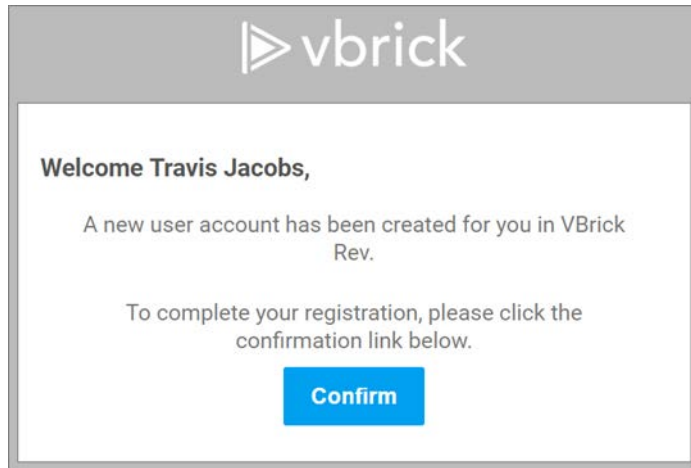 vbrick
Welcome Travis Jacobs,
A new user account has been created for you in VBrick
Rev.
To complete your registration, please click the
confirmation link below.
Confirm